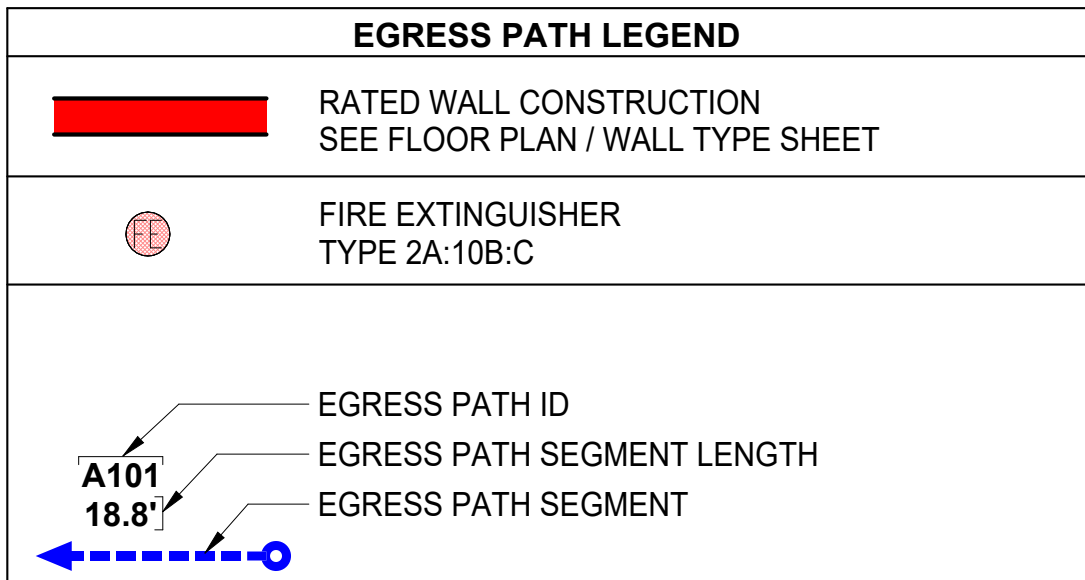 EGRESS PATH LEGEND
RATED WALL CONSTRUCTION
SEE FLOOR PLAN / WALL TYPE SHEET
FE
FIRE EXTINGUISHER
TYPE 2A:10B:C
EGRESS PATH ID
EGRESS PATH SEGMENT LENGTH
EGRESS PATH SEGMENT
A101
18.8'